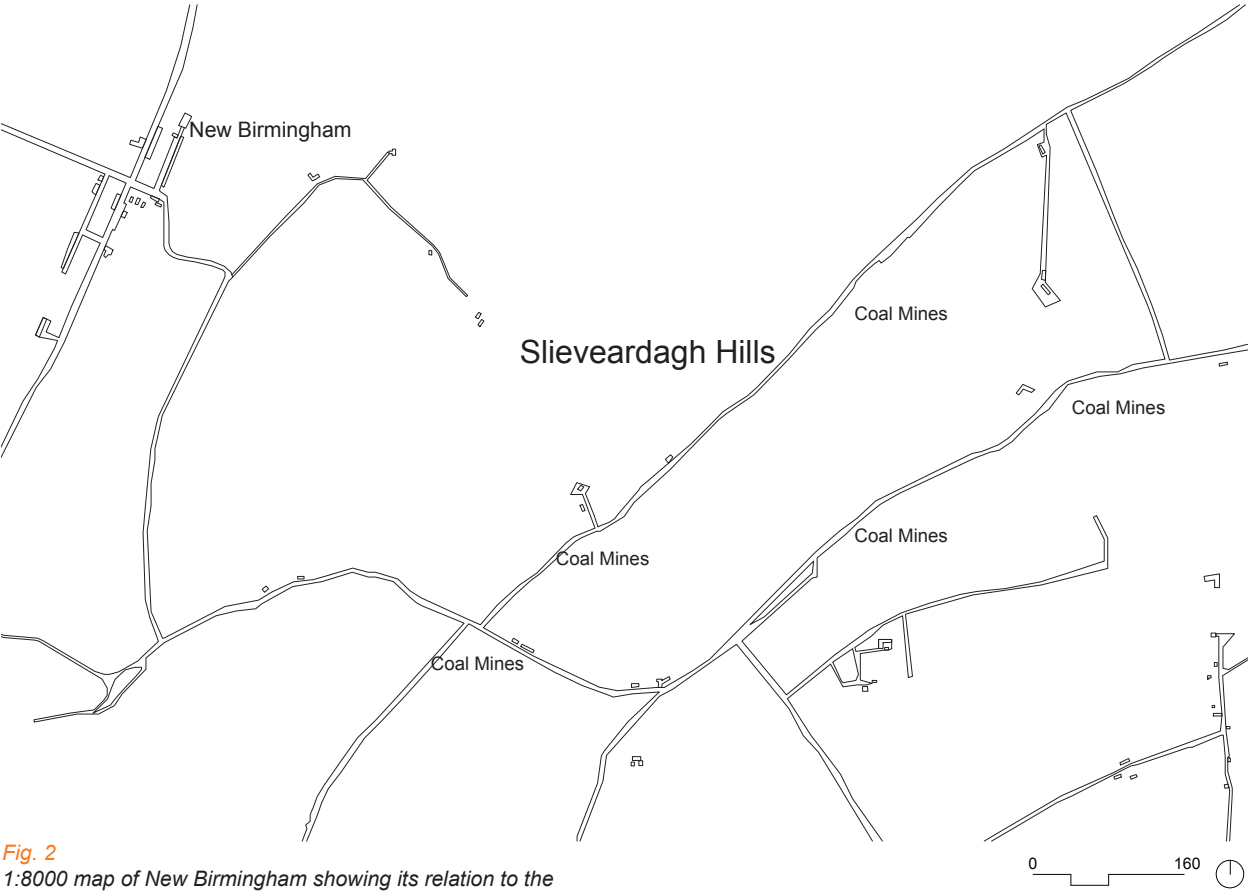 New Birmingham
Coal Mines
Slieveardagh Hills
Coal Mines
Coal Mines
Coal Mines
Coal Mines
Fig. 2
0 160
1:8000 map of New Birmingham showing its relation to the